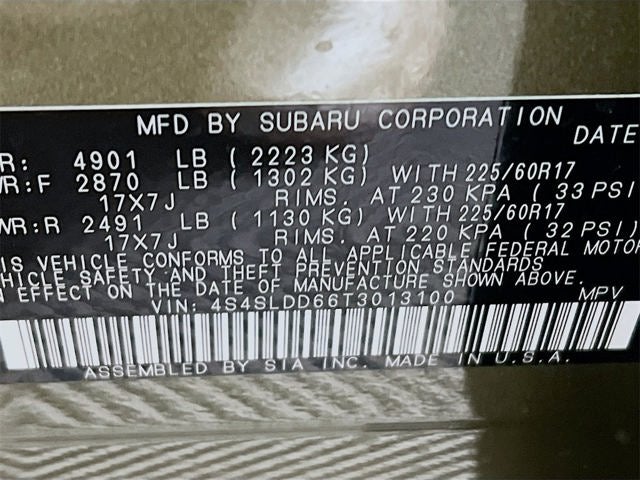 MFD BY SUBARU CORPORATION DATE
R: 4901 LB ( 2223 KG)
WR:F 2870 LB ( 1302 KG) WITH 225/60R17
17X7J RIMS. AT 230 KPA ( 33 PSI
WR:R 2491 LB ( 1130 KG) WITH 225/60R17
17X7J RIMS. AT 220 KPA ( 32 PSI)
IS VEHICLE CONFORMS TO ALL APPLICABLE FEDERAL MOTOR
EHICLE SAFETY AND THEFT PREVENTION STANDARDS
N EFFECT ON THE DATE OF MANUFACTURE SHOWN ABOVE.
VIN: 4S4SLDD66T3013100 MPV
ASSEMBLED BY SIA INC. MADE IN U.S.A.